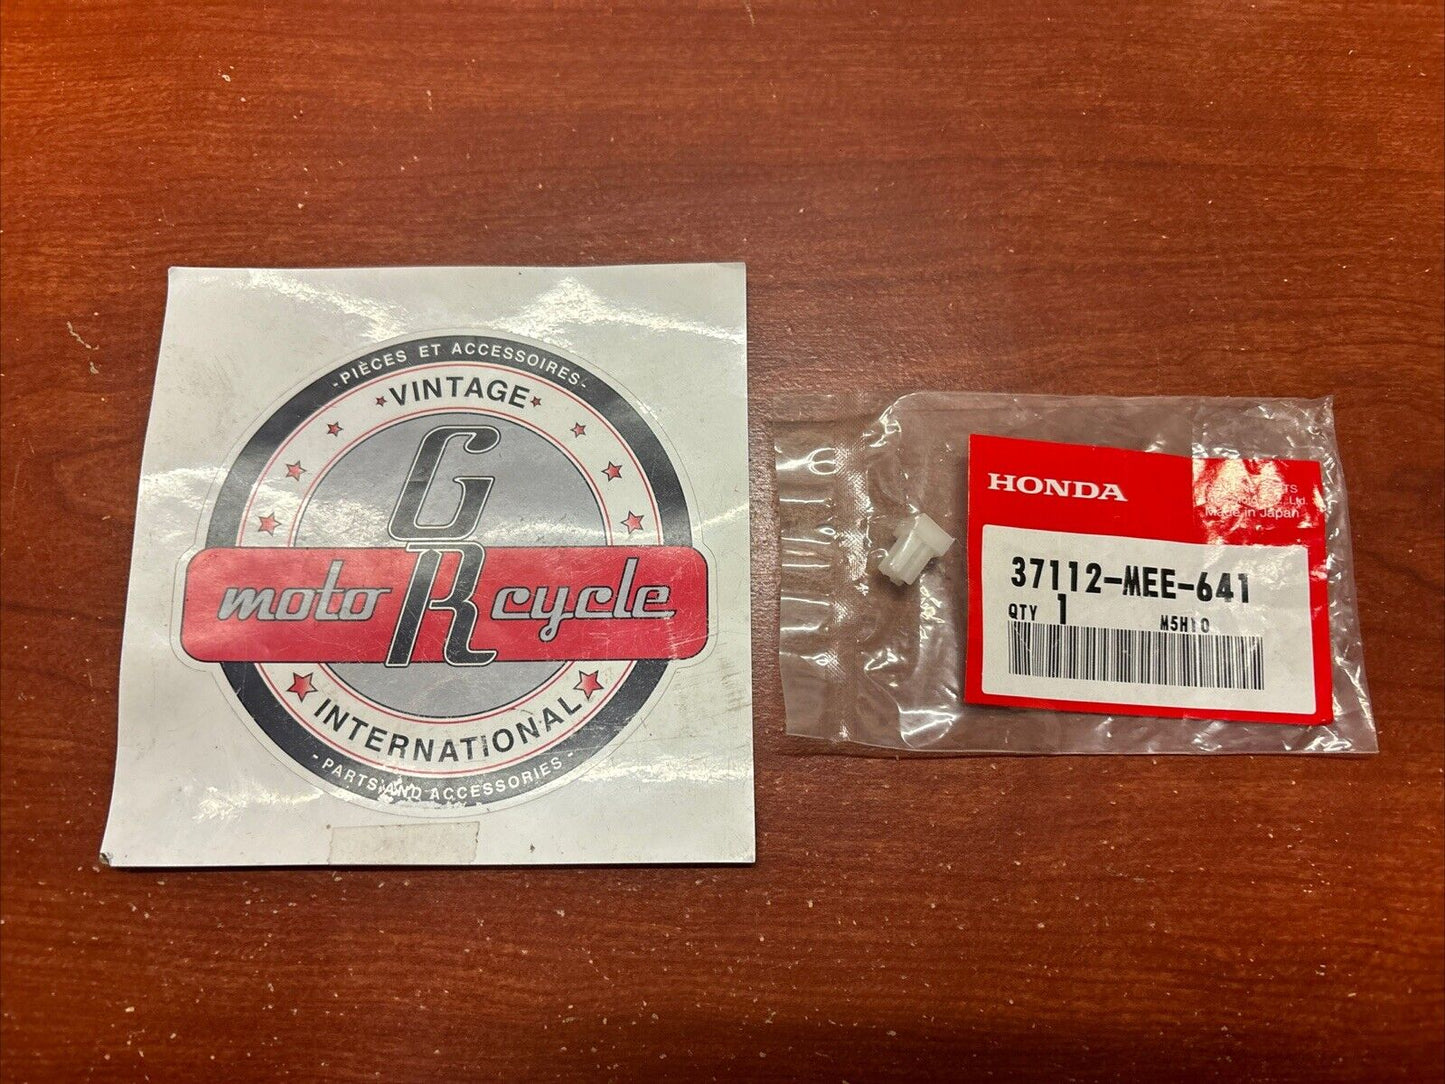 - PIÈCES ET ACCESSOIRES -
VINTAGE
GR
moto cycle
INTERNATIONAL
- PARTS AND ACCESSORIES -
HONDA
Made in Japan
37112-MEE-641
QTY 1 M5H10